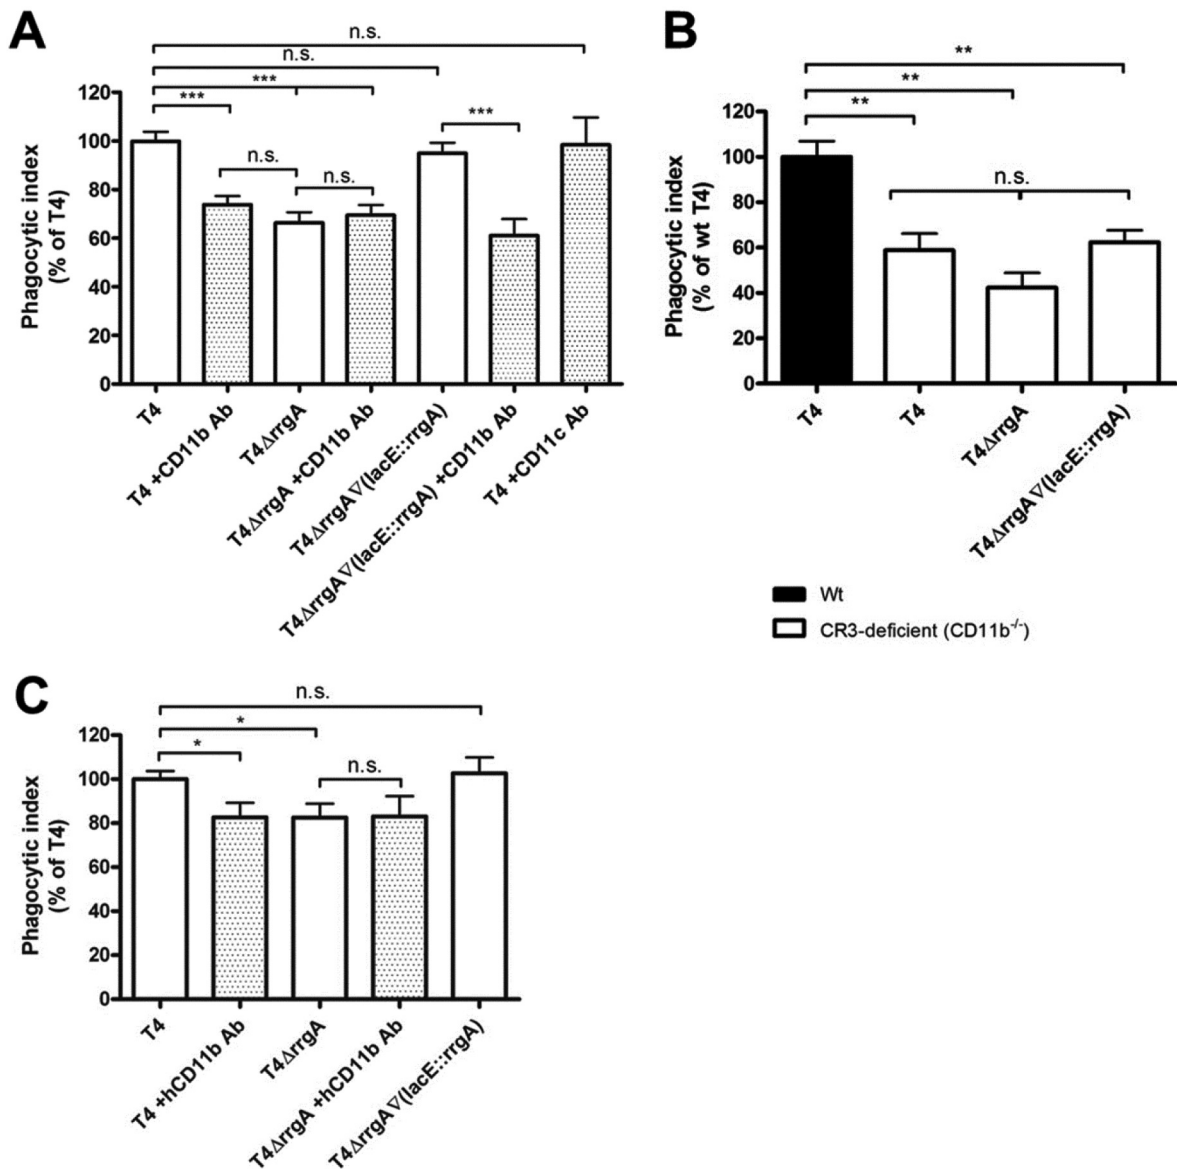 A
n.s.
n.s.
***
***
***
n.s.
n.s.
Phagocytic index
(% of T4)
120
100
80
60
40
20
0
T4
T4 +CD11b Ab
T4ΔrrgA
T4ΔrrgA +CD11b Ab
T4ΔrrgA∇(lacE::rrgA)
T4ΔrrgA∇(lacE::rrgA) +CD11b Ab
T4 +CD11c Ab
B
**
**
**
n.s.
Phagocytic index
(% of wt T4)
120
100
80
60
40
20
0
T4
T4
T4ΔrrgA
T4ΔrrgA∇(lacE::rrgA)
Wt
CR3-deficient (CD11b⁻/⁻)
C
n.s.
*
*
n.s.
Phagocytic index
(% of T4)
120
100
80
60
40
20
0
T4
T4 +hCD11b Ab
T4ΔrrgA
T4ΔrrgA +hCD11b Ab
T4ΔrrgA∇(lacE::rrgA)